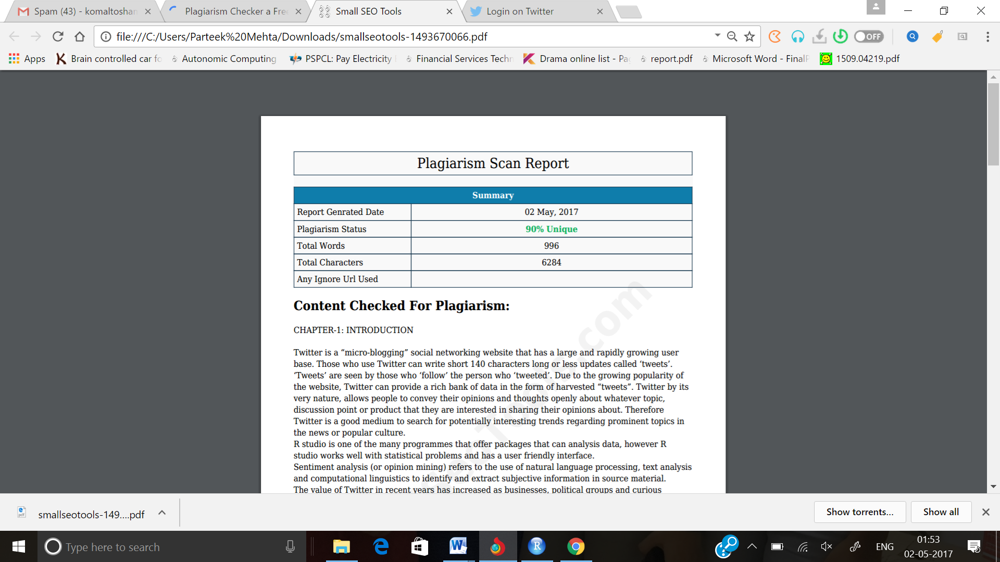 Spam (43) - komaltoshan
Plagiarism Checker a Free
Small SEO Tools
Login on Twitter
file:///C:/Users/Parteek%20Mehta/Downloads/smallseotools-1493670066.pdf
OFF
Apps
Brain controlled car fo
Autonomic Computing
PSPCL: Pay Electricity
Financial Services Techn
Drama online list - Pa
report.pdf
Microsoft Word - FinalP
1509.04219.pdf
Plagiarism Scan Report
Summary
Report Genrated Date 02 May, 2017
Plagiarism Status 90% Unique
Total Words 996
Total Characters 6284
Any Ignore Url Used
Content Checked For Plagiarism:
CHAPTER-1: INTRODUCTION
Twitter is a “micro-blogging” social networking website that has a large and rapidly growing user
base. Those who use Twitter can write short 140 characters long or less updates called ‘tweets’.
‘Tweets’ are seen by those who ‘follow’ the person who ‘tweeted’. Due to the growing popularity of
the website, Twitter can provide a rich bank of data in the form of harvested “tweets”. Twitter by its
very nature, allows people to convey their opinions and thoughts openly about whatever topic,
discussion point or product that they are interested in sharing their opinions about. Therefore
Twitter is a good medium to search for potentially interesting trends regarding prominent topics in
the news or popular culture.
R studio is one of the many programmes that offer packages that can analysis data, however R
studio works well with statistical problems and has a user friendly interface.
Sentiment analysis (or opinion mining) refers to the use of natural language processing, text analysis
and computational linguistics to identify and extract subjective information in source material.
The value of Twitter in recent years has increased as businesses, political groups and curious
smallseotools-149....pdf
Show torrents...
Show all
Type here to search
ENG
01:53
02-05-2017